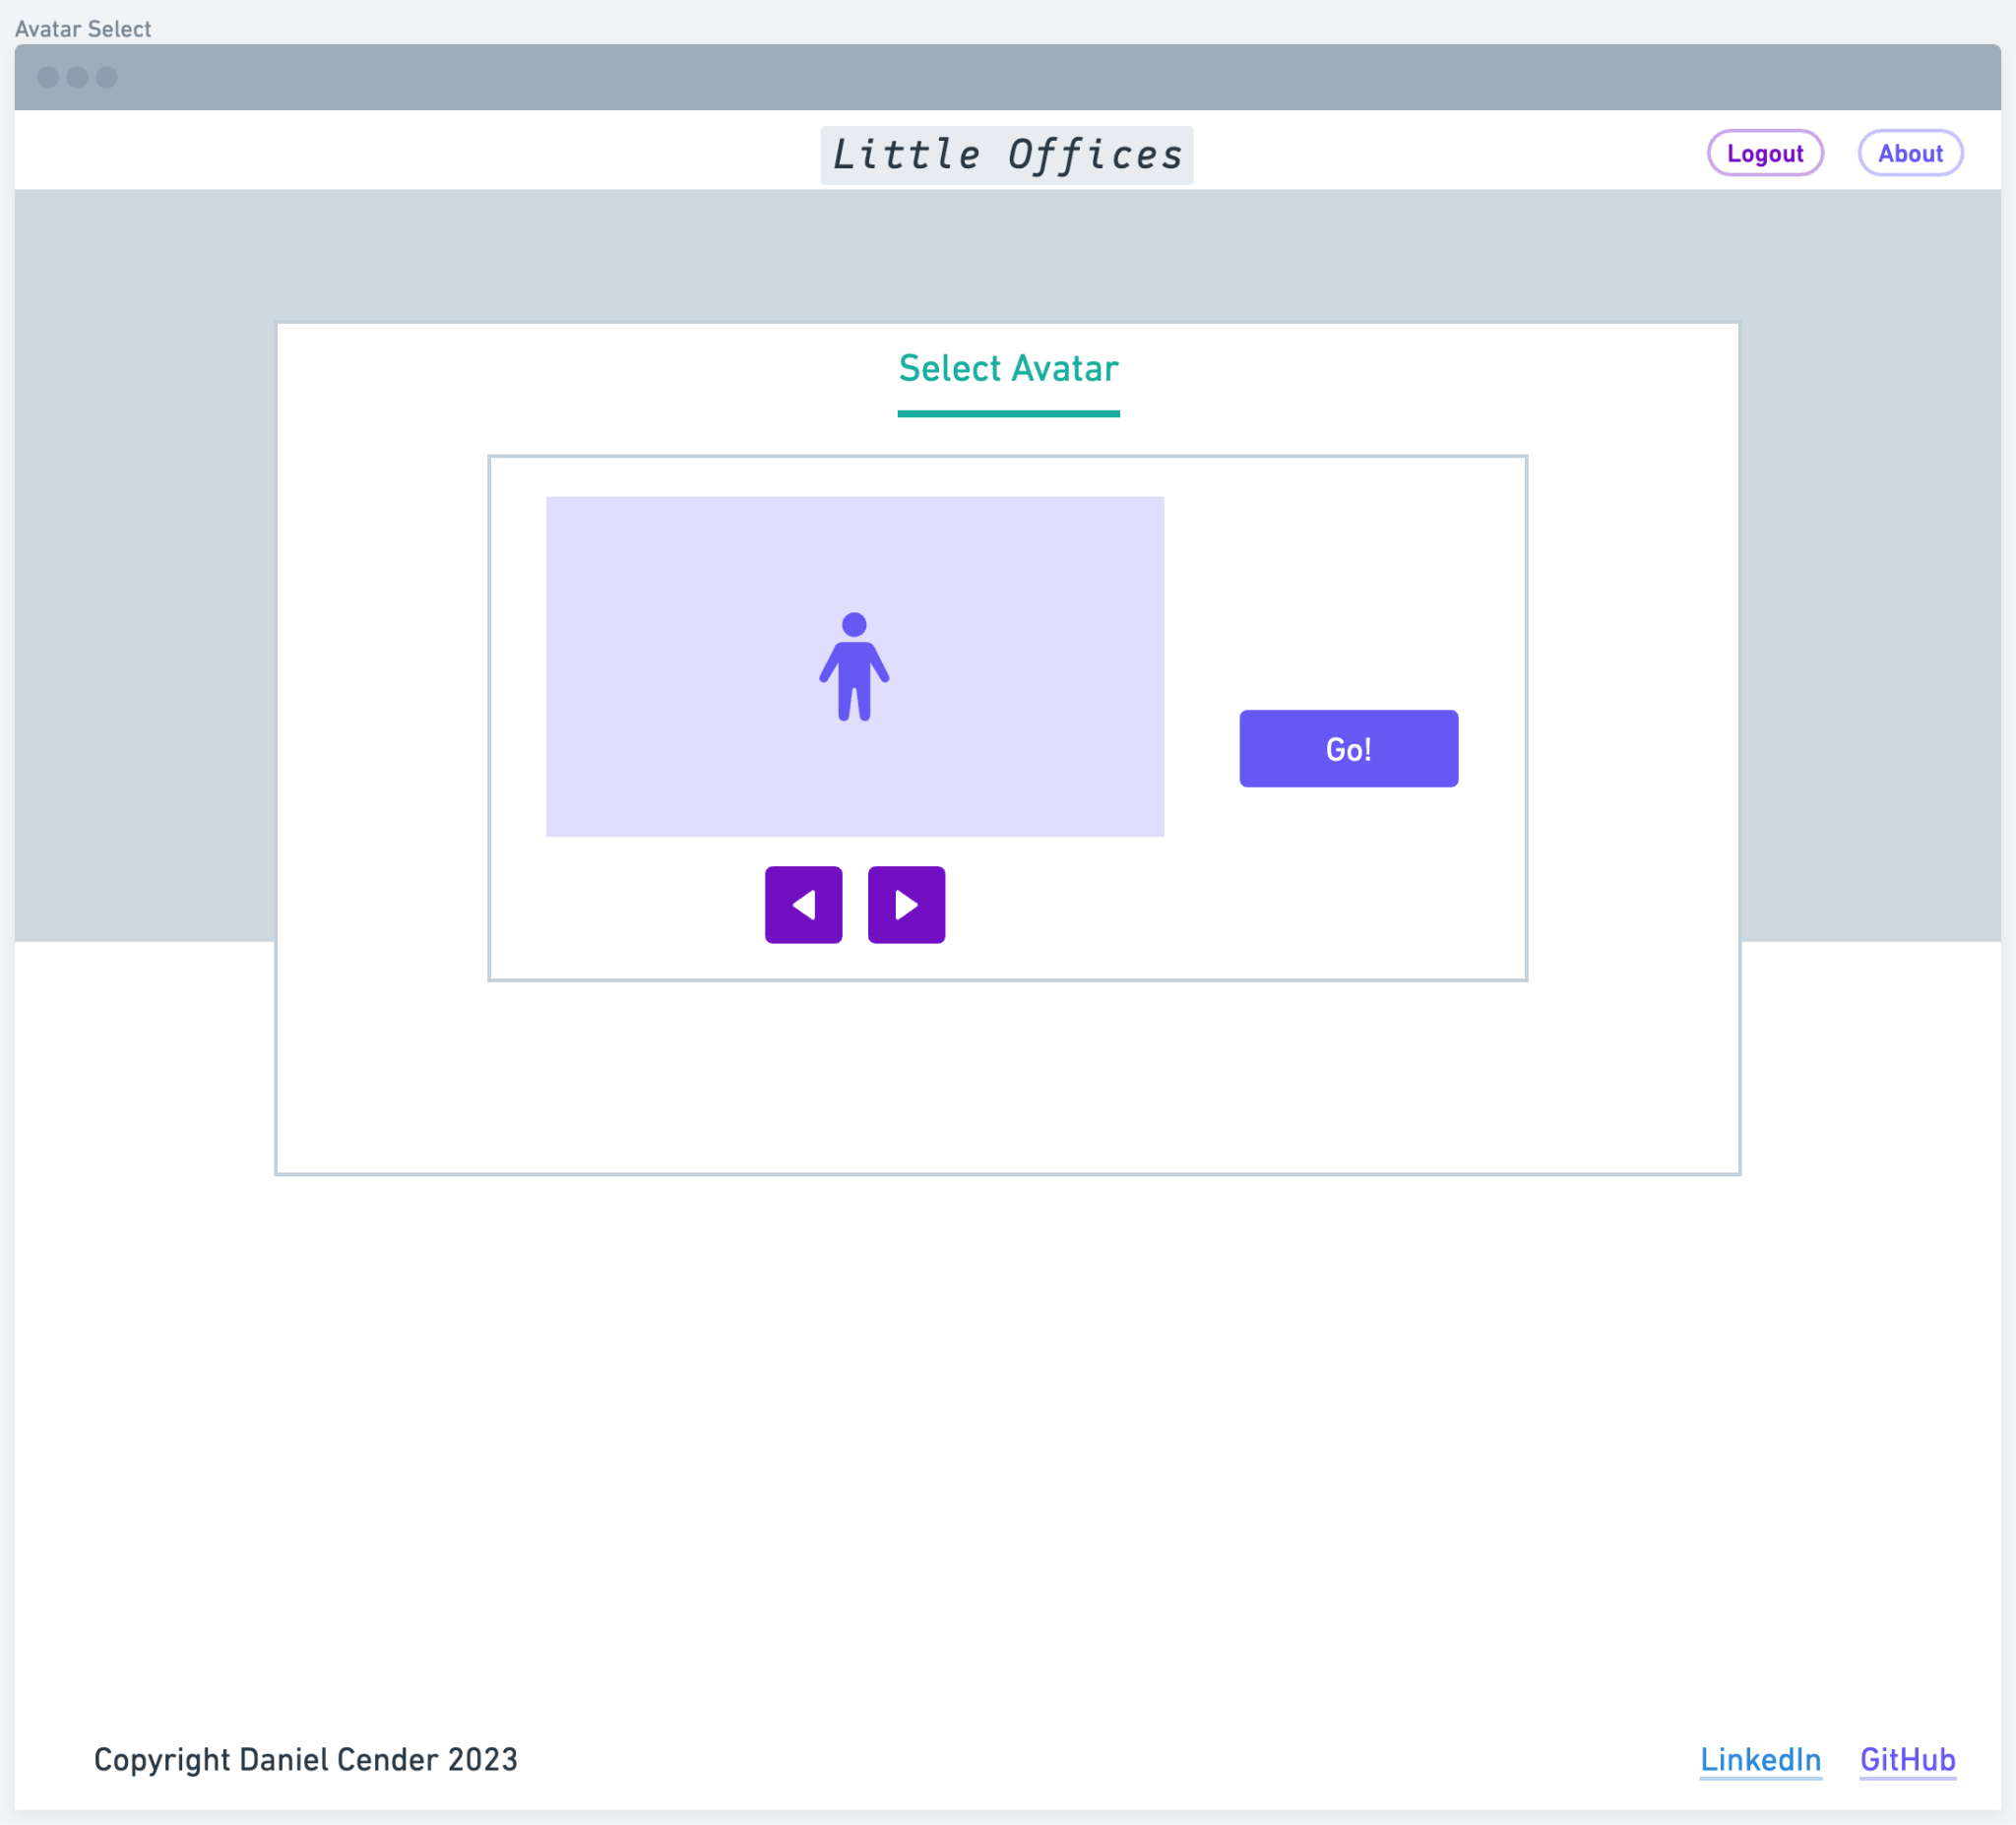 Avatar Select
Little Offices
Logout
About
Select Avatar
Go!
Copyright Daniel Cender 2023
LinkedIn
GitHub